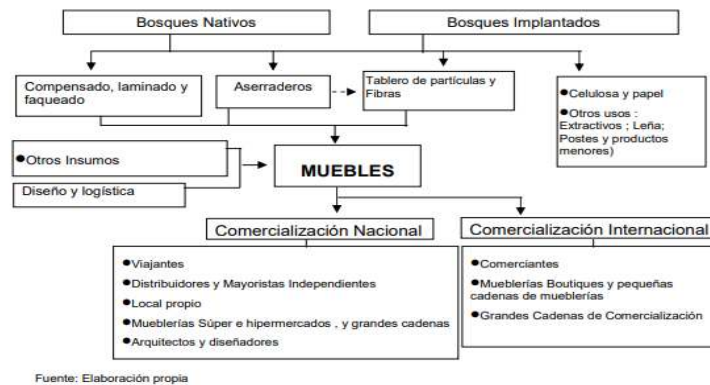 Bosques Nativos
Bosques Implantados
Compensado, laminado y
faqueado
Aserraderos
Tablero de partículas y
Fibras
●Celulosa y papel
●Otros usos :
Extractivos ; Leña;
Postes y productos
menores)
●Otros Insumos
Diseño y logística
MUEBLES
Comercialización Nacional
Comercialización Internacional
●Viajantes
●Distribuidores y Mayoristas Independientes
●Local propio
●Mueblerías Súper e hipermercados , y grandes cadenas
●Arquitectos y diseñadores
●Comerciantes
●Mueblerías Boutiques y pequeñas
cadenas de mueblerías
●Grandes Cadenas de Comercialización
Fuente: Elaboración propia